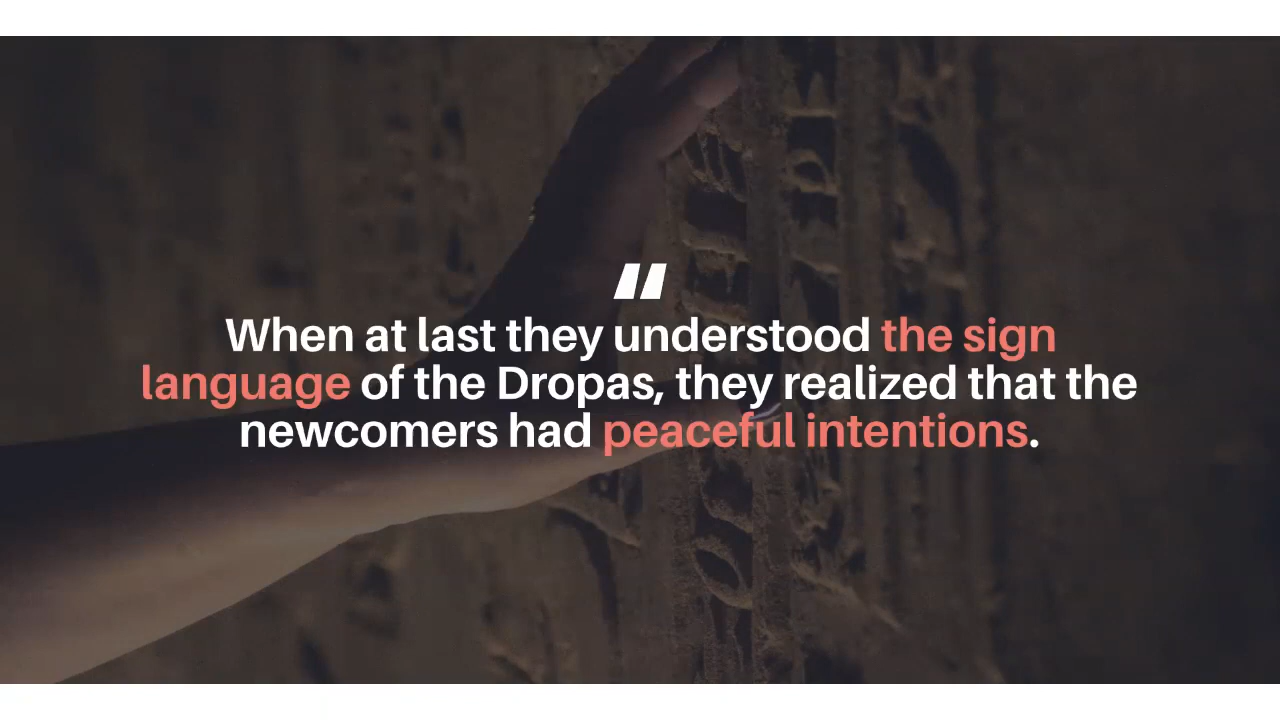 "
When at last they understood the sign
language of the Dropas, they realized that the
newcomers had peaceful intentions.